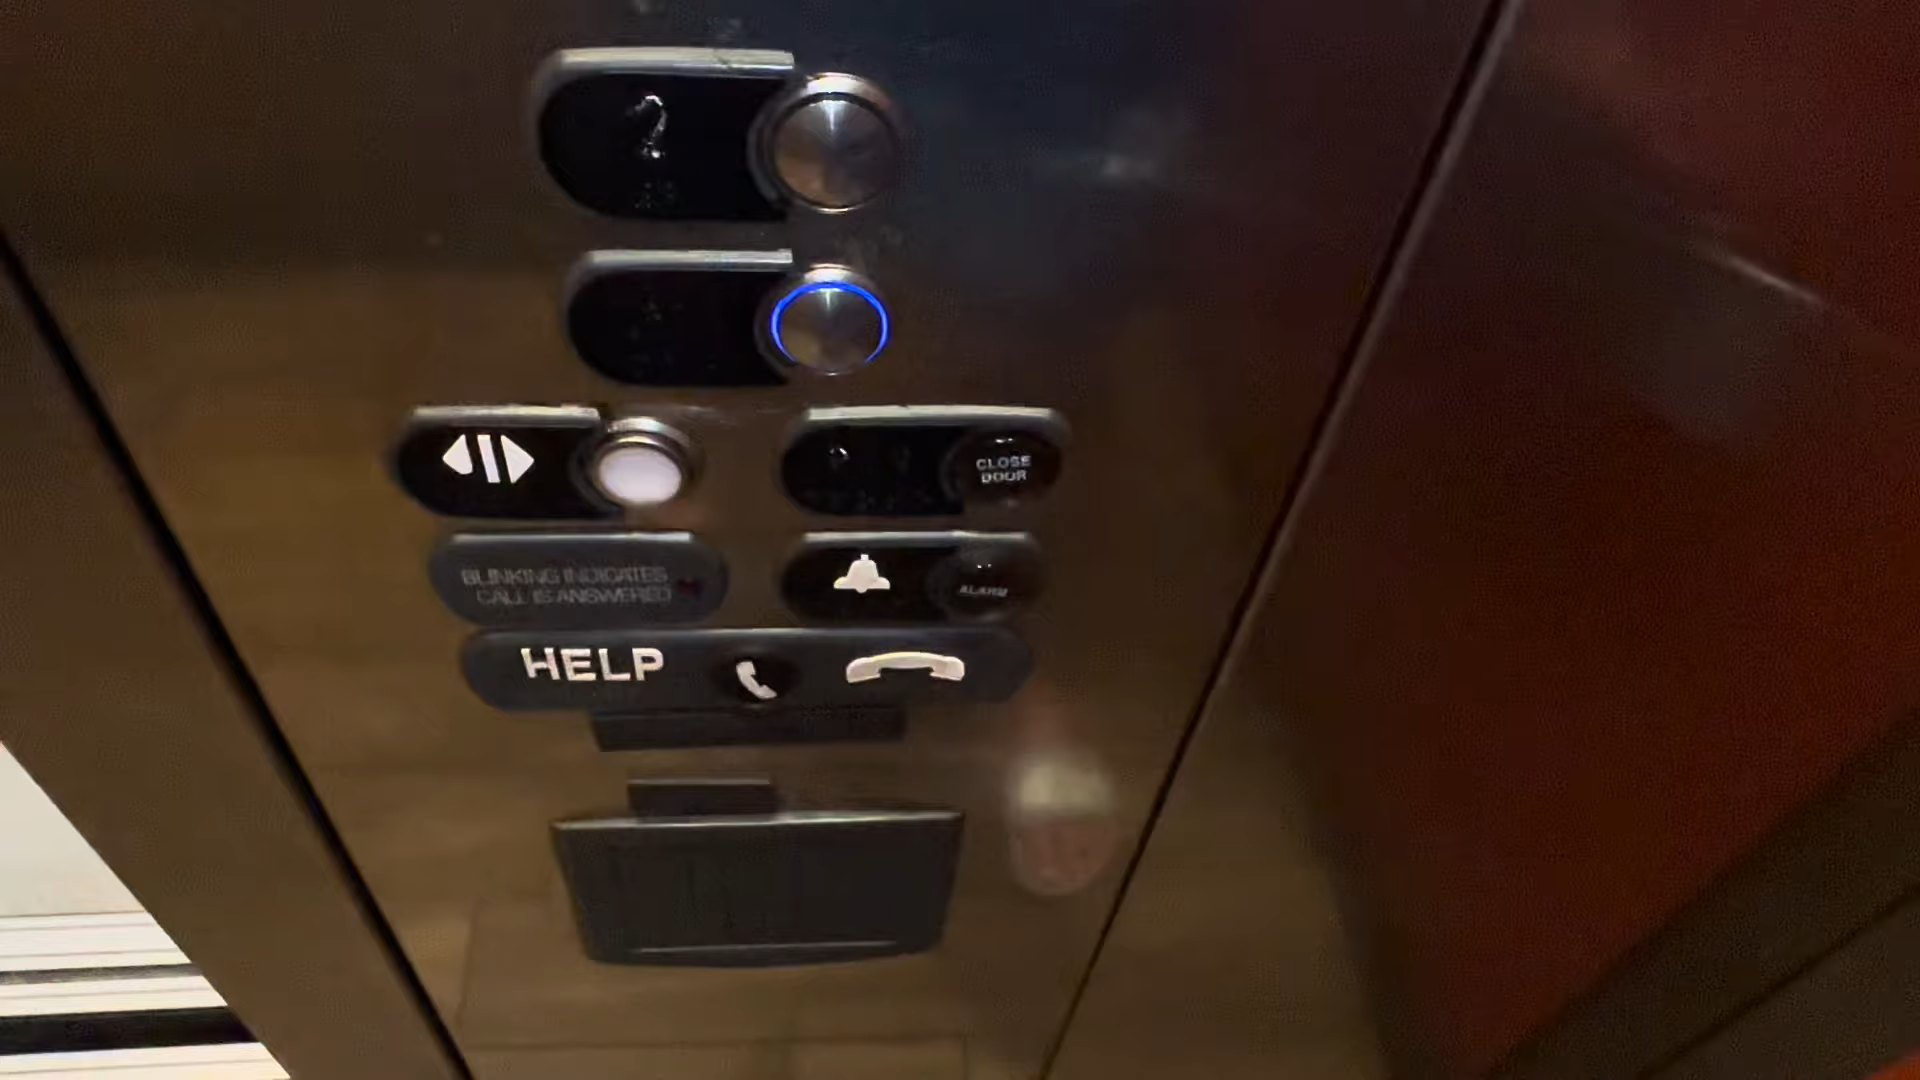 2
CLOSE
DOOR
BLINKING INDICATES
CALL IS ANSWERED
ALARM
HELP